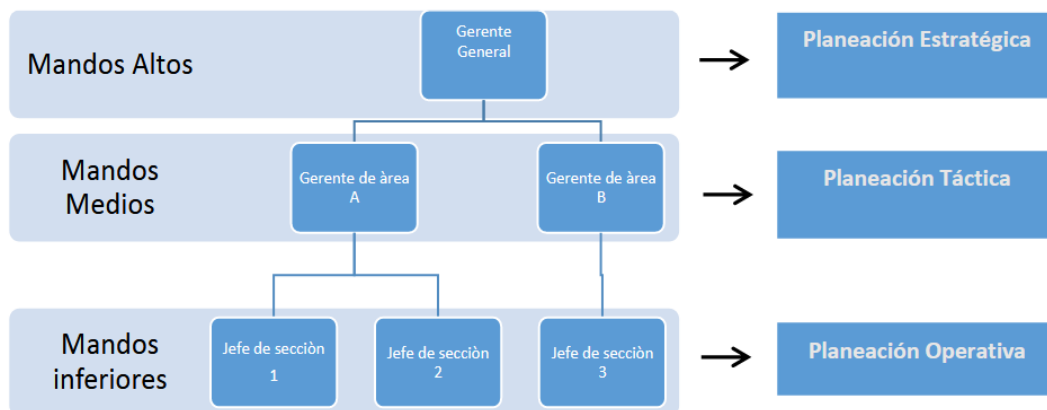 Gerente
General
Mandos Altos
Planeación Estratégica
Mandos
Medios
Gerente de àrea
A
Gerente de àrea
B
Planeación Táctica
Mandos
inferiores
Jefe de secciòn
1
Jefe de secciòn
2
Jefe de secciòn
3
Planeación Operativa